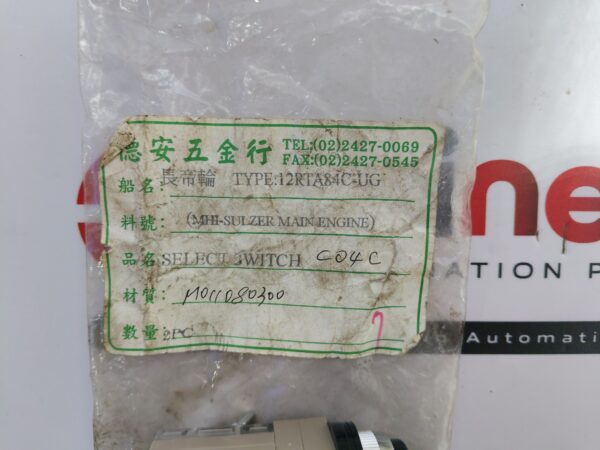 德安五金行 TEL:(02)2427-0069
FAX:(02)2427-0545
船名: 長帝輪 TYPE:12RTA84C-UG
料號: (MHI-SULZER MAIN ENGINE)
品名: SELECT SWITCH C04C
材質: M011080300
數量: 2PC
7
ne
ATION P
Automati